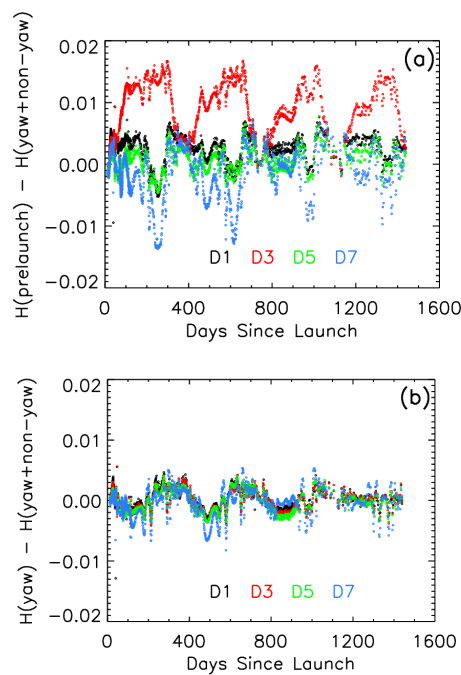 (a)
H(prelaunch) − H(yaw+non−yaw)
0.02
0.01
0.00
−0.01
−0.02
D1 D3 D5 D7
0 400 800 1200 1600
Days Since Launch
(b)
H(yaw) − H(yaw+non−yaw)
0.02
0.01
0.00
−0.01
−0.02
D1 D3 D5 D7
0 400 800 1200 1600
Days Since Launch